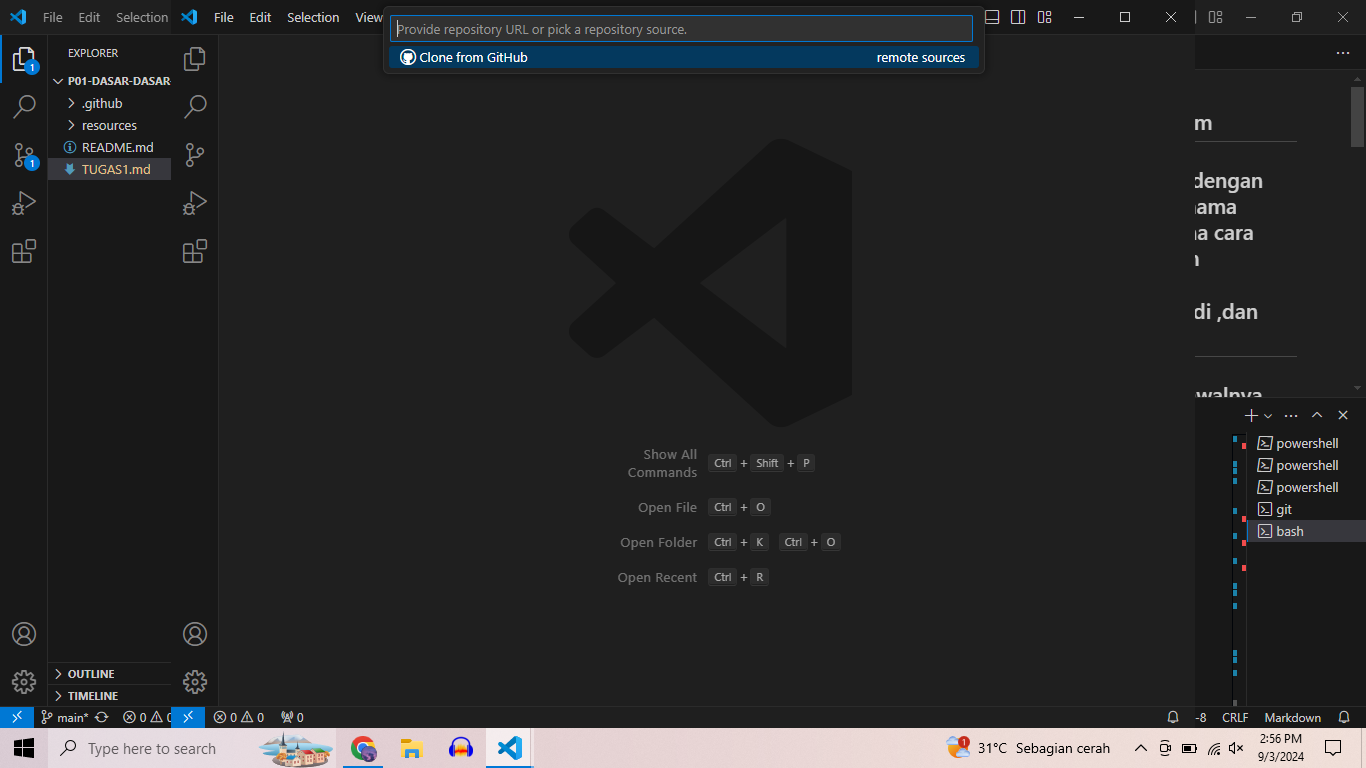 File Edit Selection
File Edit Selection View
Provide repository URL or pick a repository source.
Clone from GitHub remote sources
EXPLORER
1
P01-DASAR-DASAR
.github
resources
README.md
TUGAS1.md
1
m
dengan
nama
a cara
n
di ,dan
walnya
Show All
Commands
Ctrl + Shift + P
Open File
Ctrl + O
Open Folder
Ctrl + K Ctrl + O
Open Recent
Ctrl + R
powershell
powershell
powershell
git
bash
OUTLINE
TIMELINE
main* 0 0
0 0 0
-8 CRLF Markdown
Type here to search
1
31°C Sebagian cerah
2:56 PM
9/3/2024